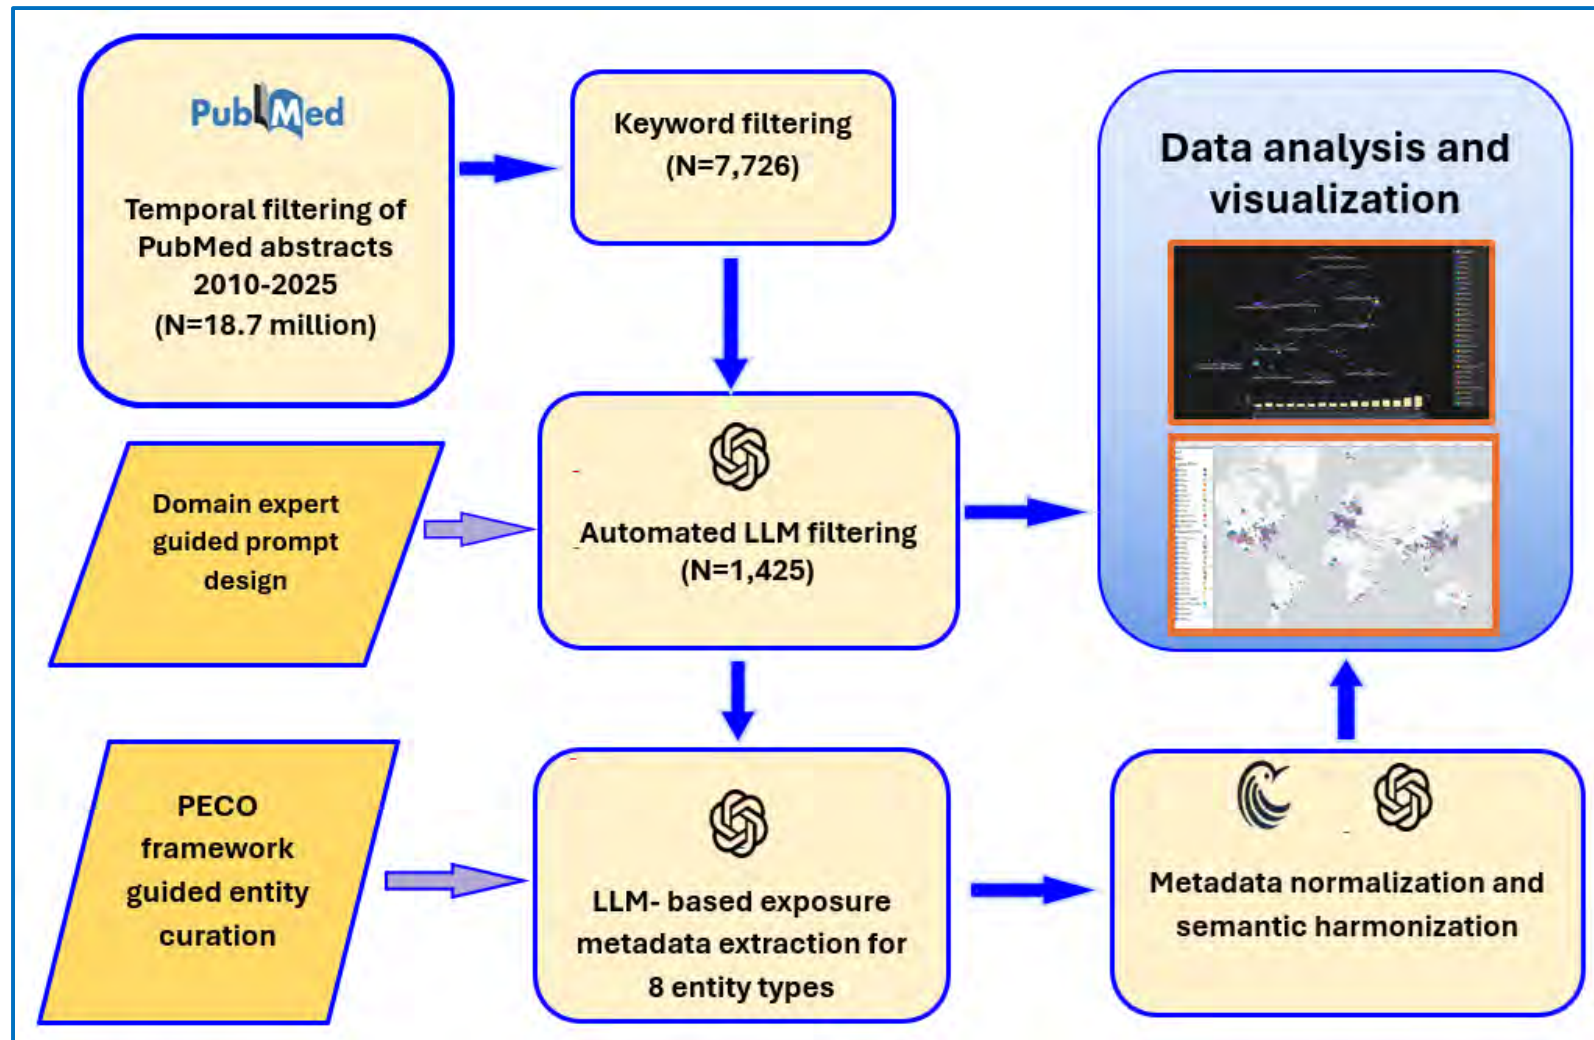 PubMed
Temporal filtering of
PubMed abstracts
2010-2025
(N=18.7 million)
Keyword filtering
(N=7,726)
Data analysis and
visualization
Domain expert
guided prompt
design
Automated LLM filtering
(N=1,425)
PECO
framework
guided entity
curation
LLM- based exposure
metadata extraction for
8 entity types
Metadata normalization and
semantic harmonization